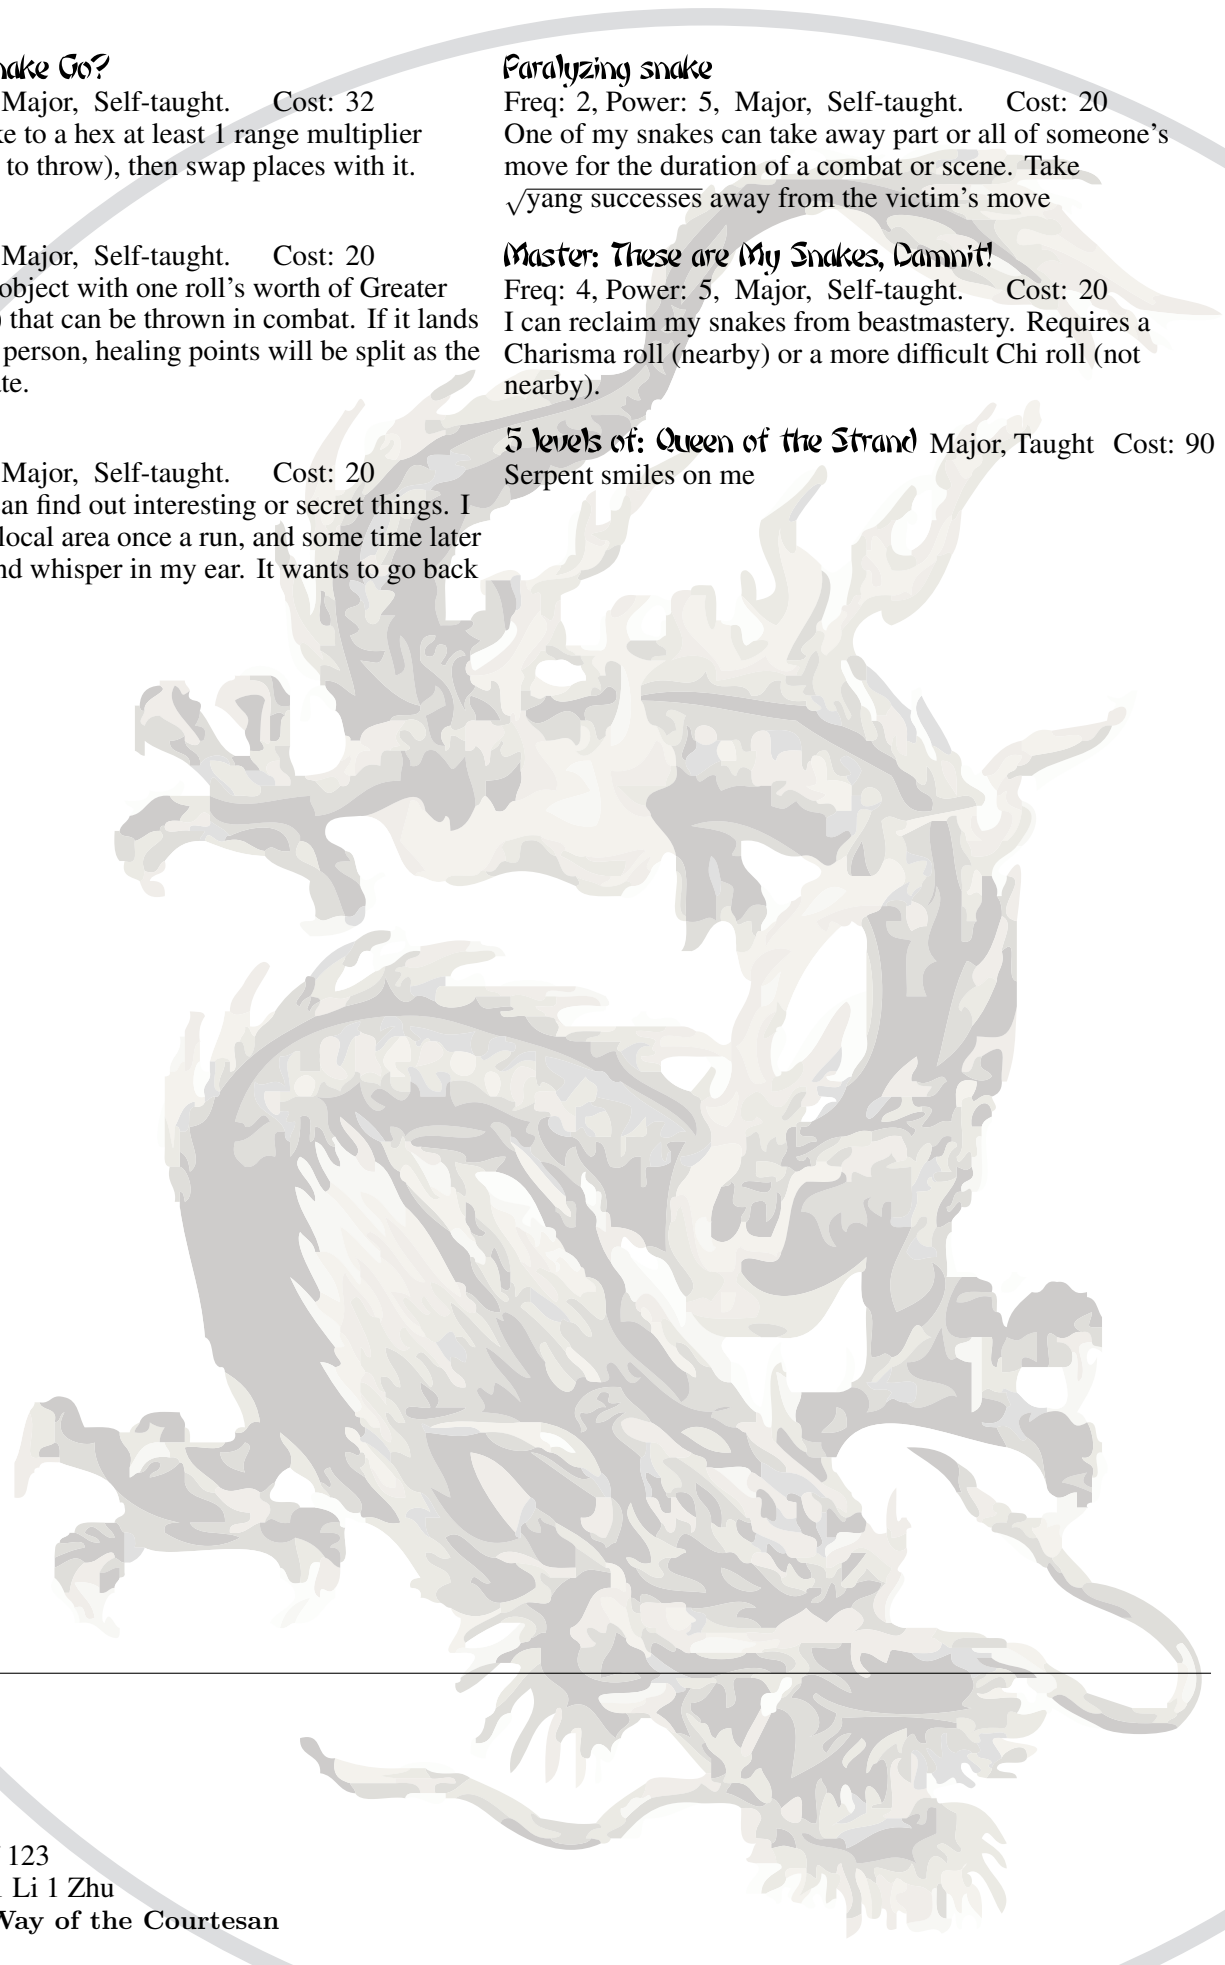 nake Go?
Major, Self-taught. Cost: 32
ke to a hex at least 1 range multiplier
to throw), then swap places with it.
Major, Self-taught. Cost: 20
object with one roll's worth of Greater
) that can be thrown in combat. If it lands
person, healing points will be split as the
te.
Major, Self-taught. Cost: 20
an find out interesting or secret things. I
local area once a run, and some time later
nd whisper in my ear. It wants to go back
Paralyzing snake
Freq: 2, Power: 5, Major, Self-taught. Cost: 20
One of my snakes can take away part or all of someone's
move for the duration of a combat or scene. Take
√yang successes away from the victim's move
Master: These are My Snakes, Damnit!
Freq: 4, Power: 5, Major, Self-taught. Cost: 20
I can reclaim my snakes from beastmastery. Requires a
Charisma roll (nearby) or a more difficult Chi roll (not
nearby).
5 levels of: Queen of the Strand Major, Taught Cost: 90
Serpent smiles on me
123
Li 1 Zhu
Way of the Courtesan